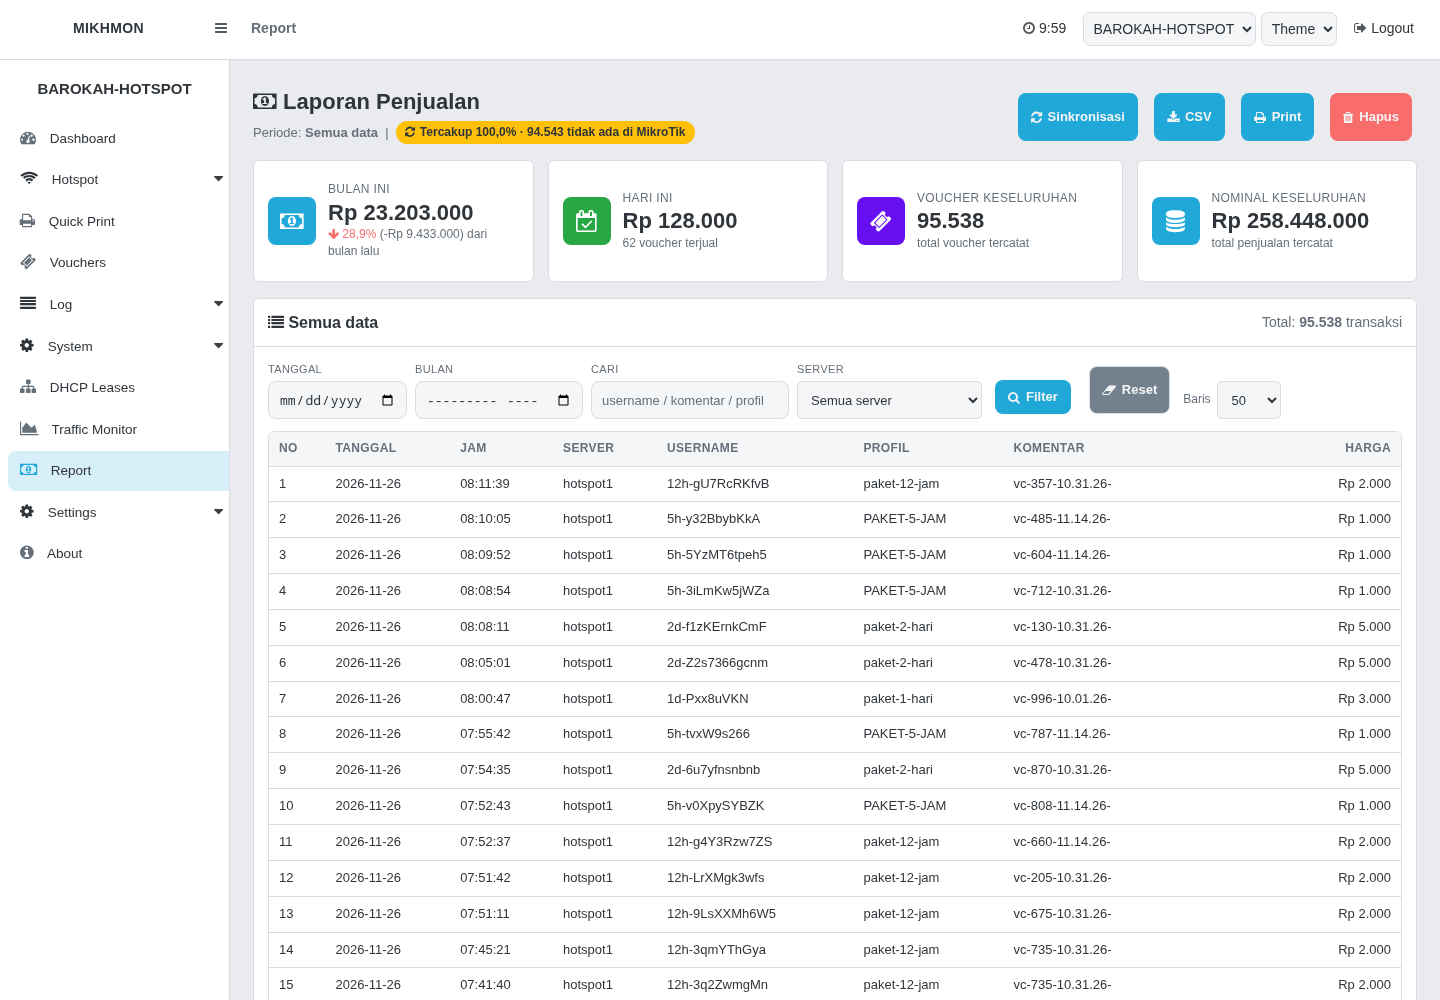 MIKHMON
Report
9:59
BAROKAH-HOTSPOT
Theme
Logout
BAROKAH-HOTSPOT
Dashboard
Hotspot
Quick Print
Vouchers
Log
System
DHCP Leases
Traffic Monitor
Report
Settings
About
Laporan Penjualan
Periode: Semua data | Tercakup 100,0% · 94.543 tidak ada di MikroTik
Sinkronisasi
CSV
Print
Hapus
BULAN INI
Rp 23.203.000
28,9% (-Rp 9.433.000) dari
bulan lalu
HARI INI
Rp 128.000
62 voucher terjual
VOUCHER KESELURUHAN
95.538
total voucher tercatat
NOMINAL KESELURUHAN
Rp 258.448.000
total penjualan tercatat
Semua data
Total: 95.538 transaksi
TANGGAL
mm/dd/yyyy
BULAN
--------- ----
CARI
username / komentar / profil
SERVER
Semua server
Filter
Reset
Baris
50
NO TANGGAL JAM SERVER USERNAME PROFIL KOMENTAR HARGA
1 2026-11-26 08:11:39 hotspot1 12h-gU7RcRKfvB paket-12-jam vc-357-10.31.26- Rp 2.000
2 2026-11-26 08:10:05 hotspot1 5h-y32BbybKkA PAKET-5-JAM vc-485-11.14.26- Rp 1.000
3 2026-11-26 08:09:52 hotspot1 5h-5YzMT6tpeh5 PAKET-5-JAM vc-604-11.14.26- Rp 1.000
4 2026-11-26 08:08:54 hotspot1 5h-3iLmKw5jWZa PAKET-5-JAM vc-712-10.31.26- Rp 1.000
5 2026-11-26 08:08:11 hotspot1 2d-f1zKErnkCmF paket-2-hari vc-130-10.31.26- Rp 5.000
6 2026-11-26 08:05:01 hotspot1 2d-Z2s7366gcnm paket-2-hari vc-478-10.31.26- Rp 5.000
7 2026-11-26 08:00:47 hotspot1 1d-Pxx8uVKN paket-1-hari vc-996-10.01.26- Rp 3.000
8 2026-11-26 07:55:42 hotspot1 5h-tvxW9s266 PAKET-5-JAM vc-787-11.14.26- Rp 1.000
9 2026-11-26 07:54:35 hotspot1 2d-6u7yfnsnbnb paket-2-hari vc-870-10.31.26- Rp 5.000
10 2026-11-26 07:52:43 hotspot1 5h-v0XpySYBZK PAKET-5-JAM vc-808-11.14.26- Rp 1.000
11 2026-11-26 07:52:37 hotspot1 12h-g4Y3Rzw7ZS paket-12-jam vc-660-11.14.26- Rp 2.000
12 2026-11-26 07:51:42 hotspot1 12h-LrXMgk3wfs paket-12-jam vc-205-10.31.26- Rp 2.000
13 2026-11-26 07:51:11 hotspot1 12h-9LsXXMh6W5 paket-12-jam vc-675-10.31.26- Rp 2.000
14 2026-11-26 07:45:21 hotspot1 12h-3qmYThGya paket-12-jam vc-735-10.31.26- Rp 2.000
15 2026-11-26 07:41:40 hotspot1 12h-3q2ZwmgMn paket-12-jam vc-735-10.31.26- Rp 2.000